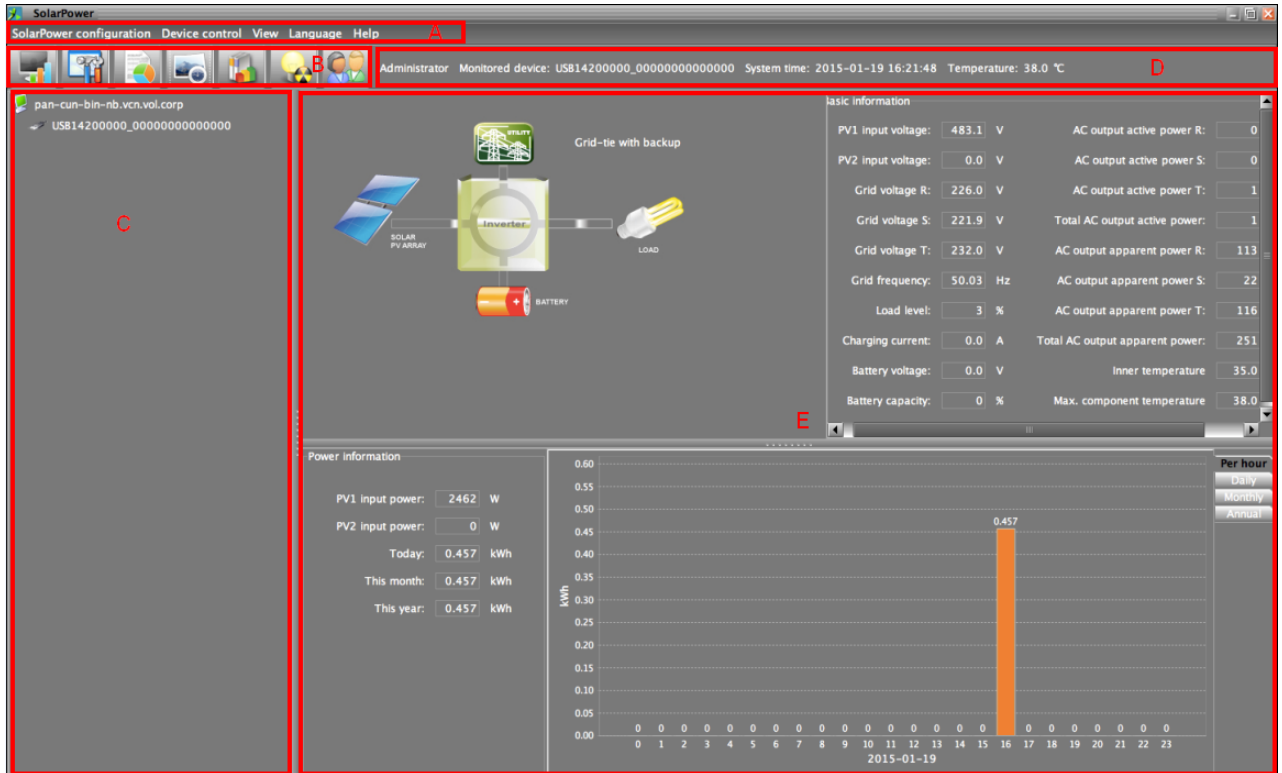 SolarPower
SolarPower configuration Device control View Language Help A
B
Administrator Monitored device: USB14200000_00000000000000 System time: 2015-01-19 16:21:48 Temperature: 38.0 ℃ D
pan-cun-bin-nb.vcn.vol.corp
USB14200000_00000000000000
C
UTILITY
Grid-tie with backup
SOLAR
PV ARRAY
Inverter
LOAD
BATTERY
E
Basic information
PV1 input voltage: 483.1 V AC output active power R: 0
PV2 input voltage: 0.0 V AC output active power S: 0
Grid voltage R: 226.0 V AC output active power T: 1
Grid voltage S: 221.9 V Total AC output active power: 1
Grid voltage T: 232.0 V AC output apparent power R: 113
Grid frequency: 50.03 Hz AC output apparent power S: 22
Load level: 3 % AC output apparent power T: 116
Charging current: 0.0 A Total AC output apparent power: 251
Battery voltage: 0.0 V Inner temperature 35.0
Battery capacity: 0 % Max. component temperature 38.0
Power information
PV1 input power: 2462 W
PV2 input power: 0 W
Today: 0.457 kWh
This month: 0.457 kWh
This year: 0.457 kWh
kWh
0.60
0.55
0.50
0.45
0.40
0.35
0.30
0.25
0.20
0.15
0.10
0.05
0.00
0.457
0 0 0 0 0 0 0 0 0 0 0 0 0 0 0 0 0 0 0 0 0 0 0
0 1 2 3 4 5 6 7 8 9 10 11 12 13 14 15 16 17 18 19 20 21 22 23
2015-01-19
Per hour
Daily
Monthly
Annual